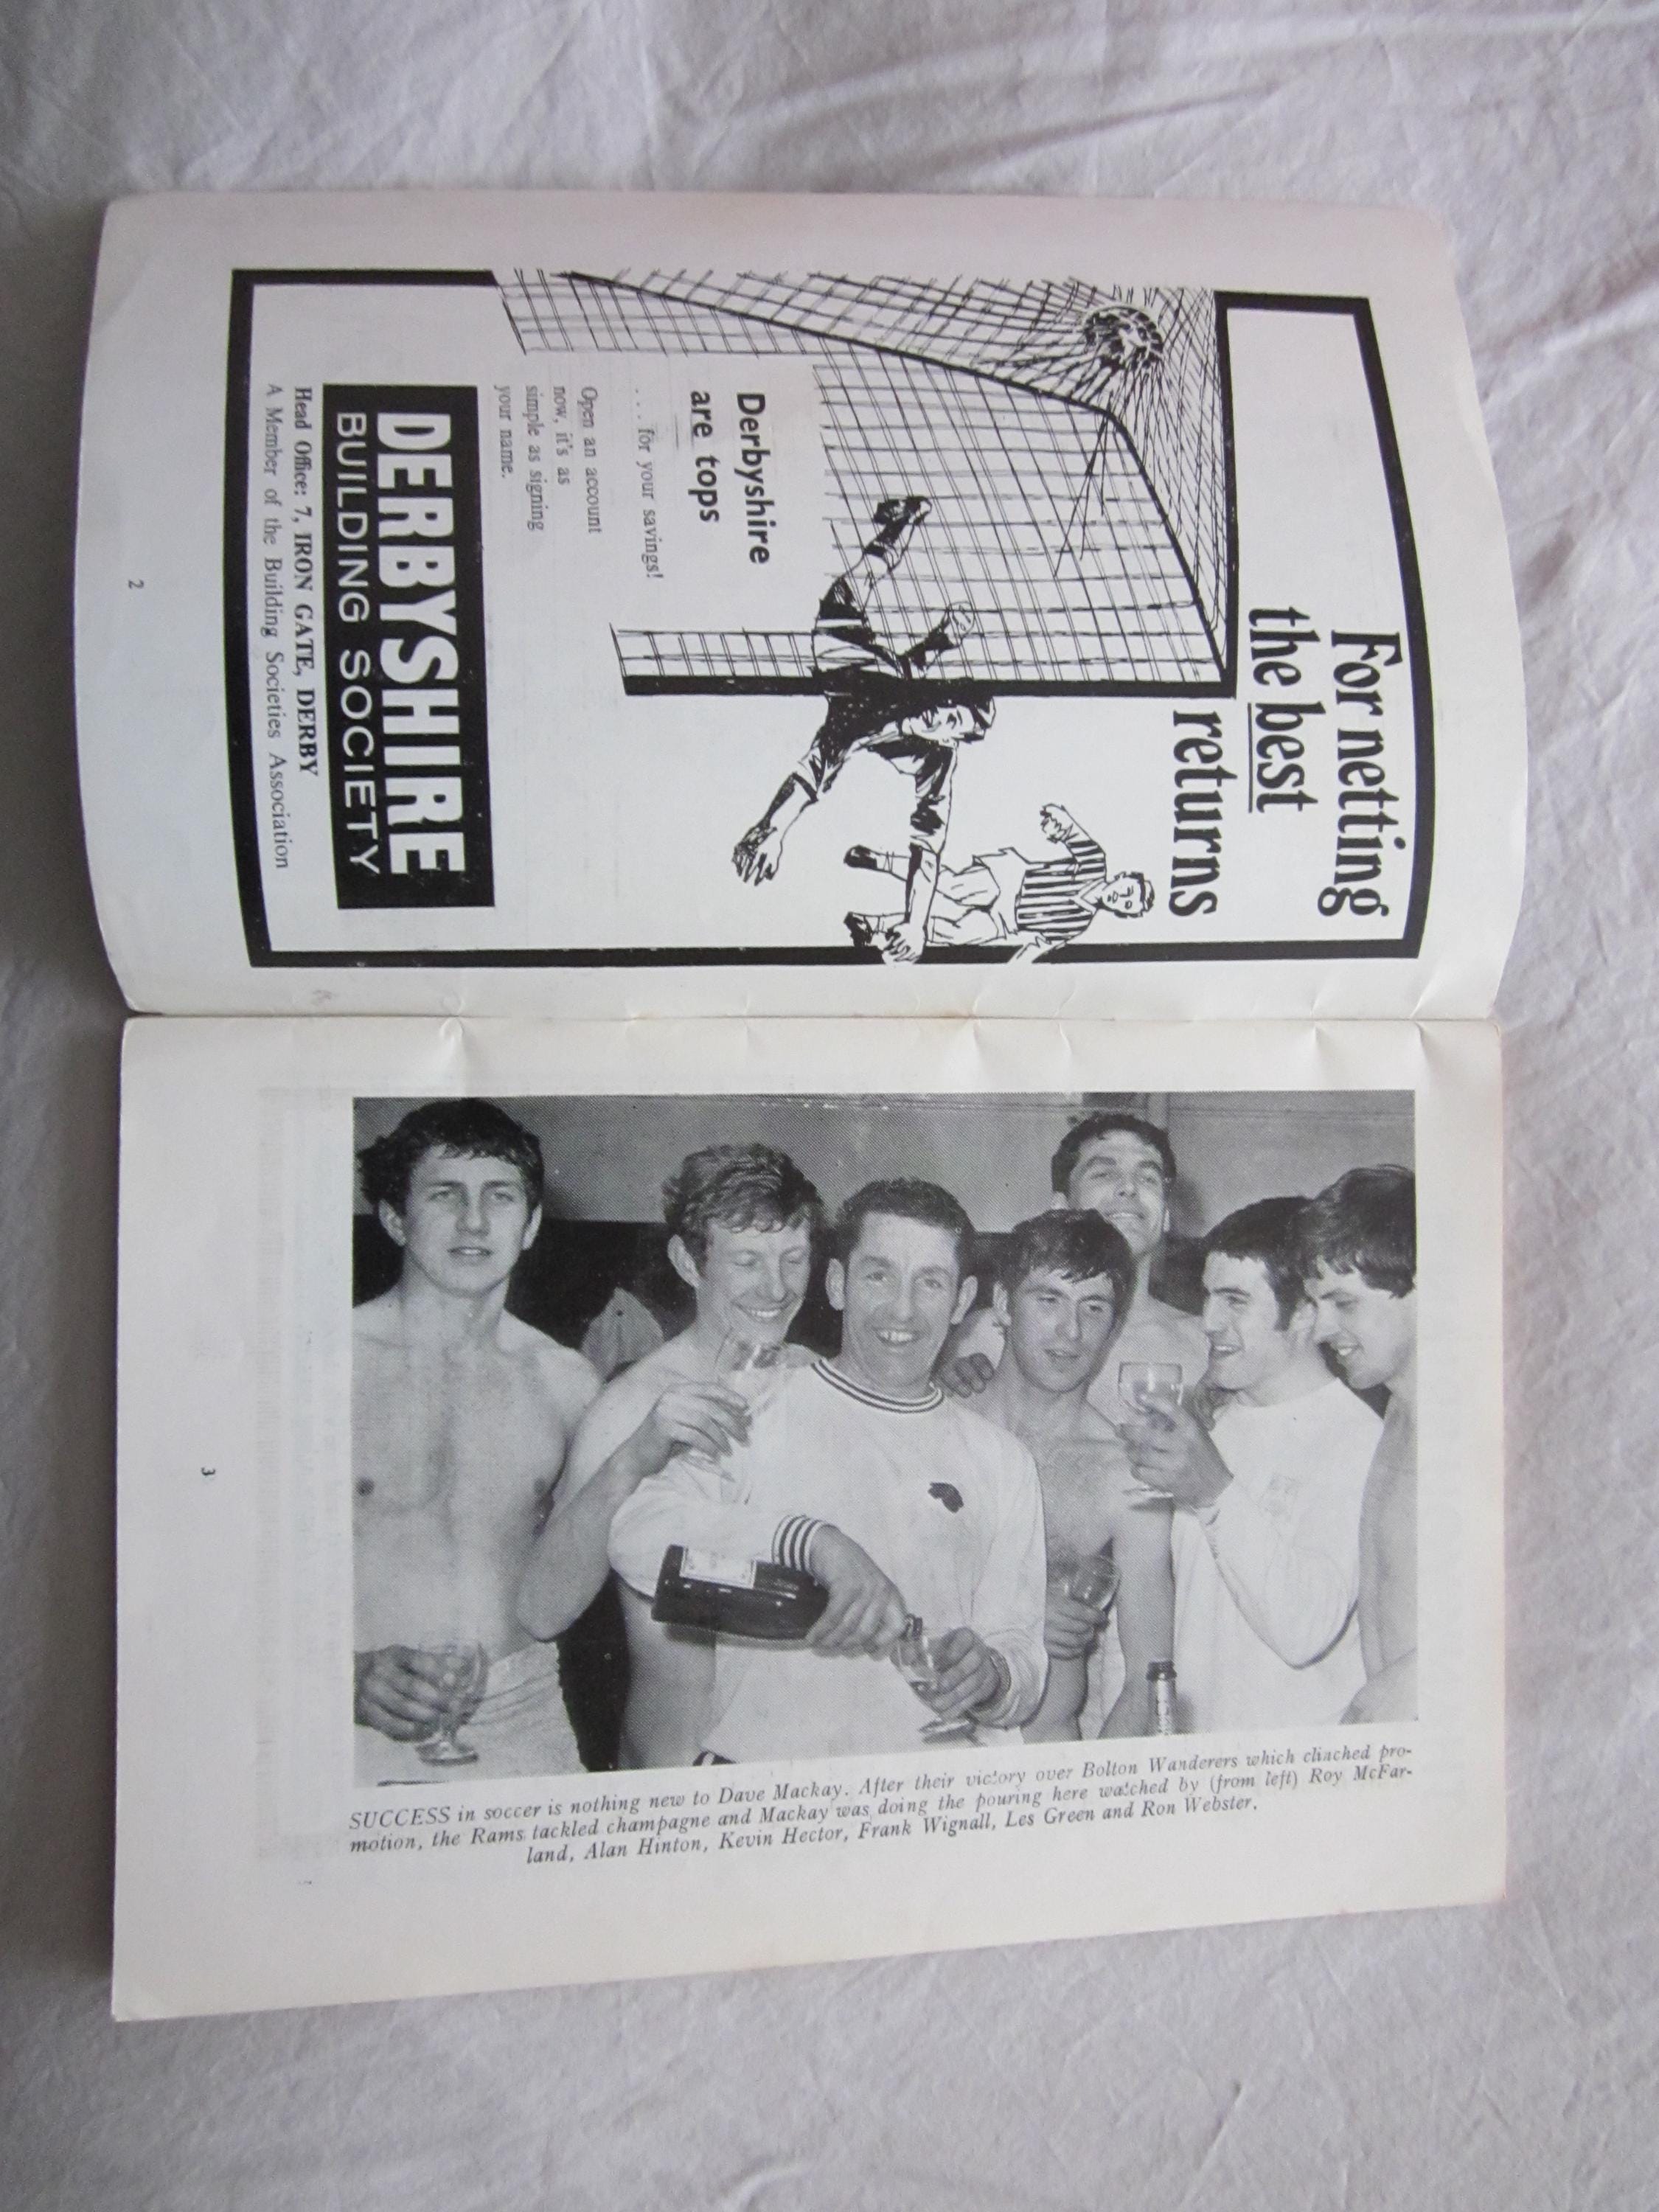 For netting
the best
returns
Derbyshire
are tops
. . . . for your savings!
Open an account
now, it's as
simple as signing
your name.
DERBYSHIRE
BUILDING SOCIETY
Head Office: 7, IRON GATE, DERBY
A Member of the Building Societies Association
2
SUCCESS in soccer is nothing new to Dave Mackay. After their victory over Bolton Wanderers which clinched pro-
motion, the Rams tackled champagne and Mackay was doing the pouring here watched by (from left) Roy McFar-
land, Alan Hinton, Kevin Hector, Frank Wignall, Les Green and Ron Webster.
3